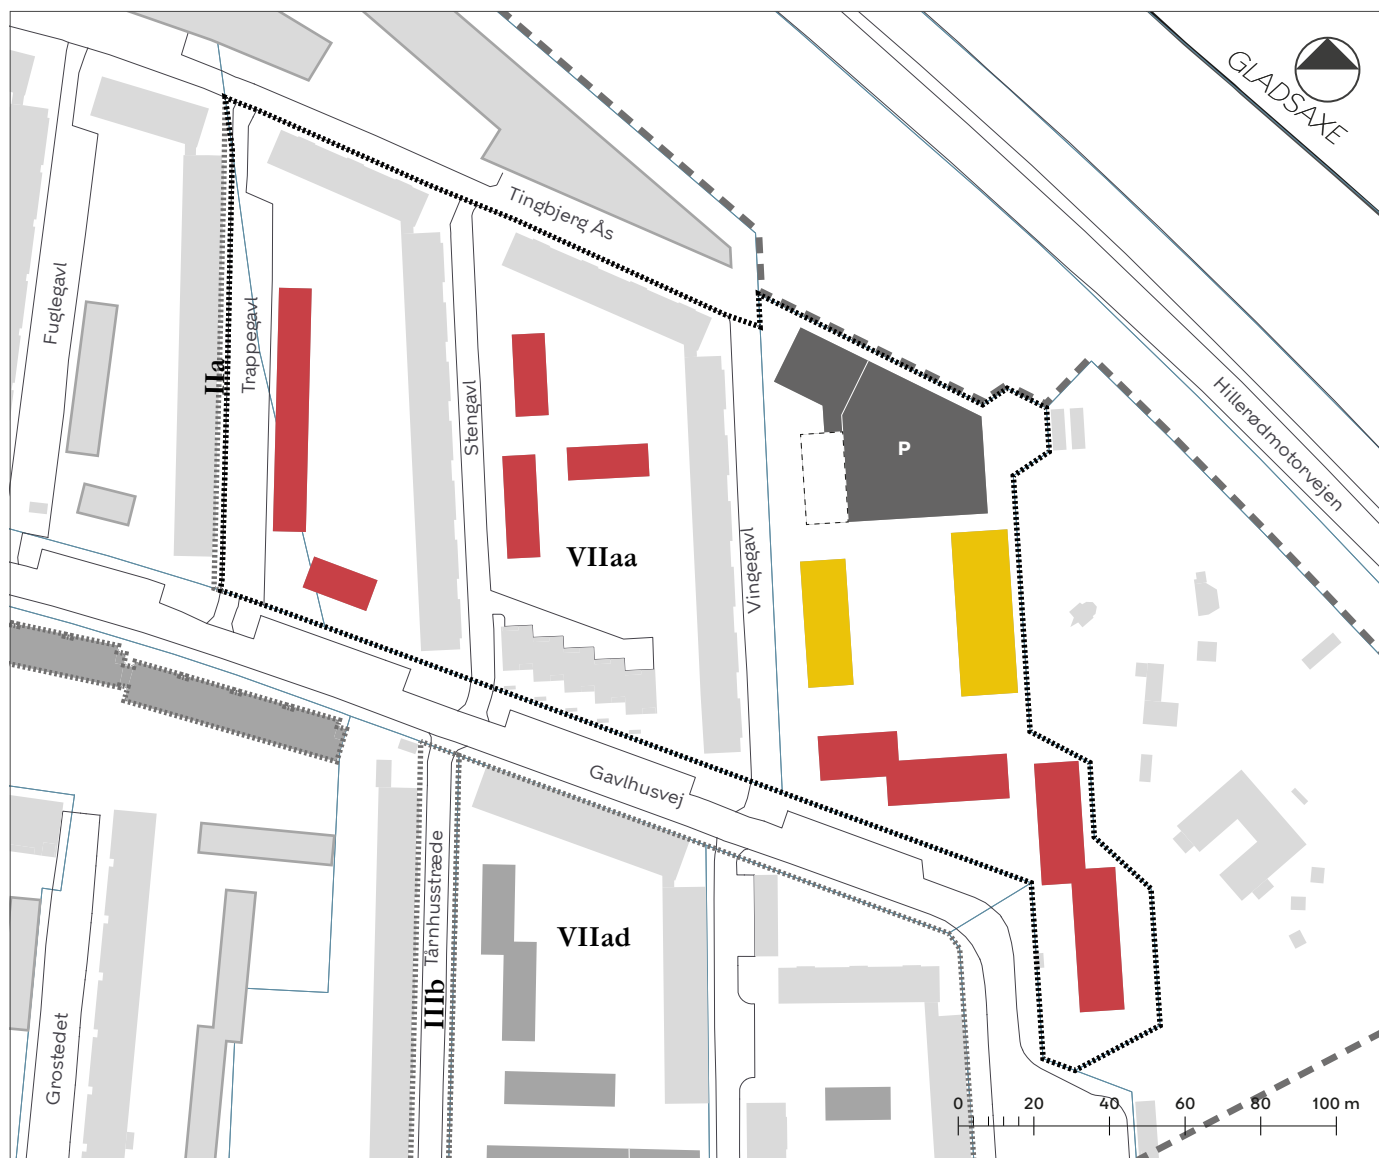 GLADSAXE
Tingbjerg Ås
Fuglegavl
IIa
Trappegavl
Stengavl
Hillerødmotorvejen
P
VIIaa
Vingegavl
Gavlhusvej
Tårnhusstræde
VIIad
IIIb
Grostedet
0 20 40 60 80 100 m